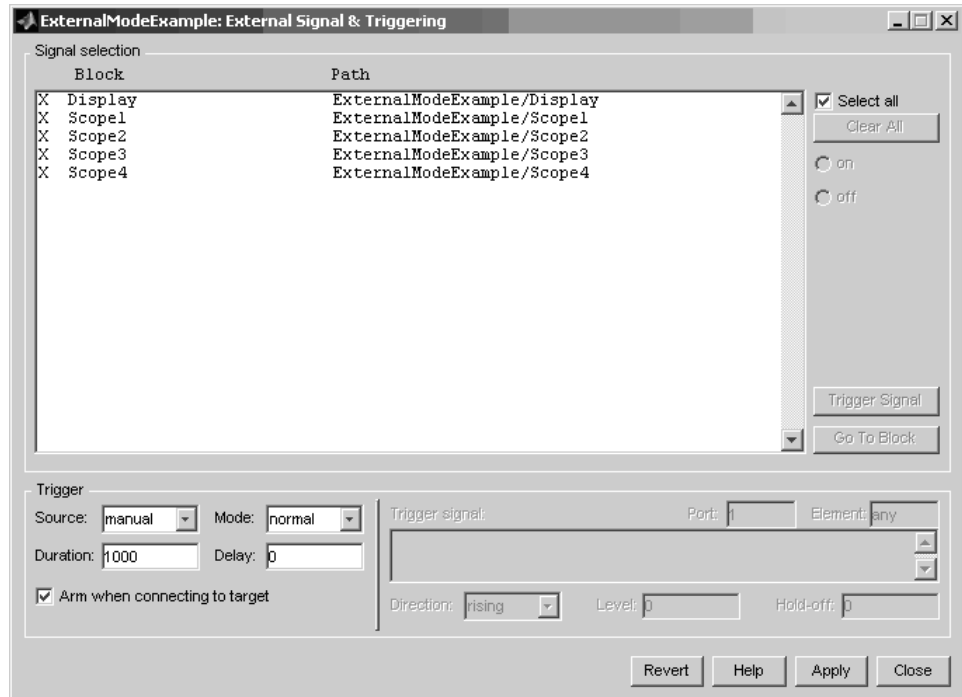 ExternalModeExample: External Signal & Triggering
Signal selection
Block Path
X Display ExternalModeExample/Display
X Scope1 ExternalModeExample/Scope1
X Scope2 ExternalModeExample/Scope2
X Scope3 ExternalModeExample/Scope3
X Scope4 ExternalModeExample/Scope4
Select all
Clear All
on
off
Trigger Signal
Go To Block
Trigger
Source: manual Mode: normal
Duration: 1000 Delay: 0
Arm when connecting to target
Trigger signal: Port: 1 Element: any
Direction: rising Level: 0 Hold-off: 0
Revert Help Apply Close